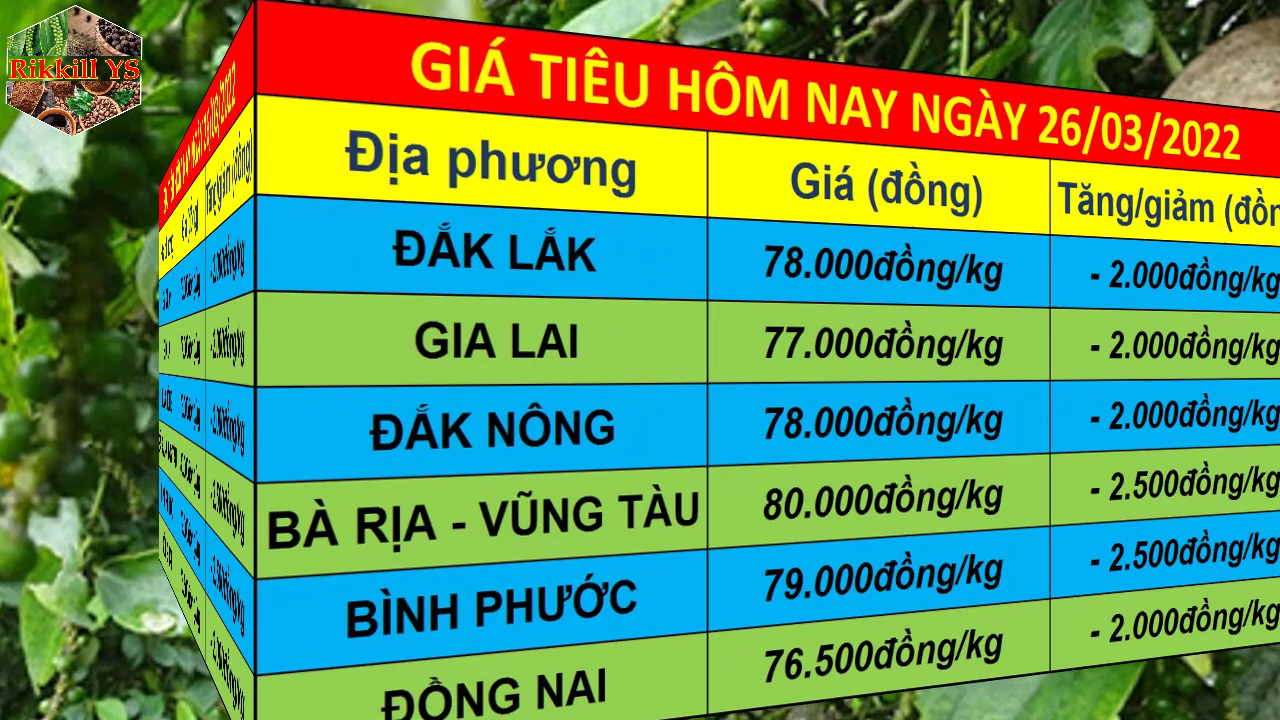 Rikkill YS
GIÁ TIÊU HÔM NAY NGÀY 26/03/2022
Địa phương Giá (đồng) Tăng/giảm (đồn
ĐẮK LẮK 78.000đồng/kg - 2.000đồng/kg
GIA LAI 77.000đồng/kg - 2.000đồng/kg
ĐẮK NÔNG 78.000đồng/kg - 2.000đồng/kg
BÀ RỊA - VŨNG TÀU 80.000đồng/kg - 2.500đồng/kg
BÌNH PHƯỚC 79.000đồng/kg - 2.500đồng/kg
ĐỒNG NAI 76.500đồng/kg - 2.000đồng/kg